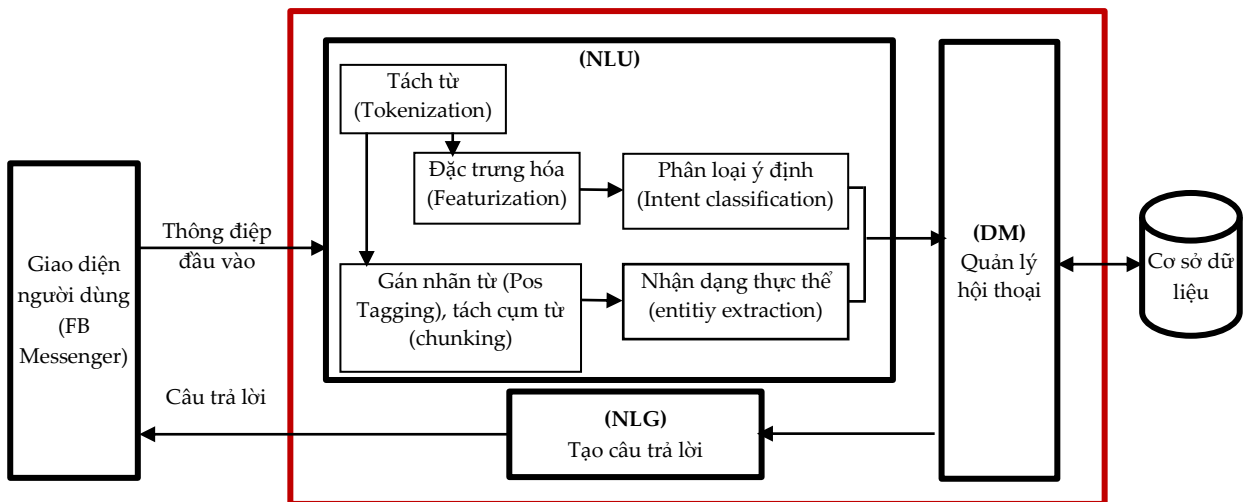 (NLU)
Tách từ
(Tokenization)
Đặc trưng hóa
(Featurization)
Phân loại ý định
(Intent classification)
Thông điệp
đầu vào
Giao diện
người dùng
(FB
Messenger)
Gán nhãn từ (Pos
Tagging), tách cụm từ
(chunking)
Nhận dạng thực thể
(entitiy extraction)
(DM)
Quản lý
hội thoại
Cơ sở dữ
liệu
Câu trả lời
(NLG)
Tạo câu trả lời